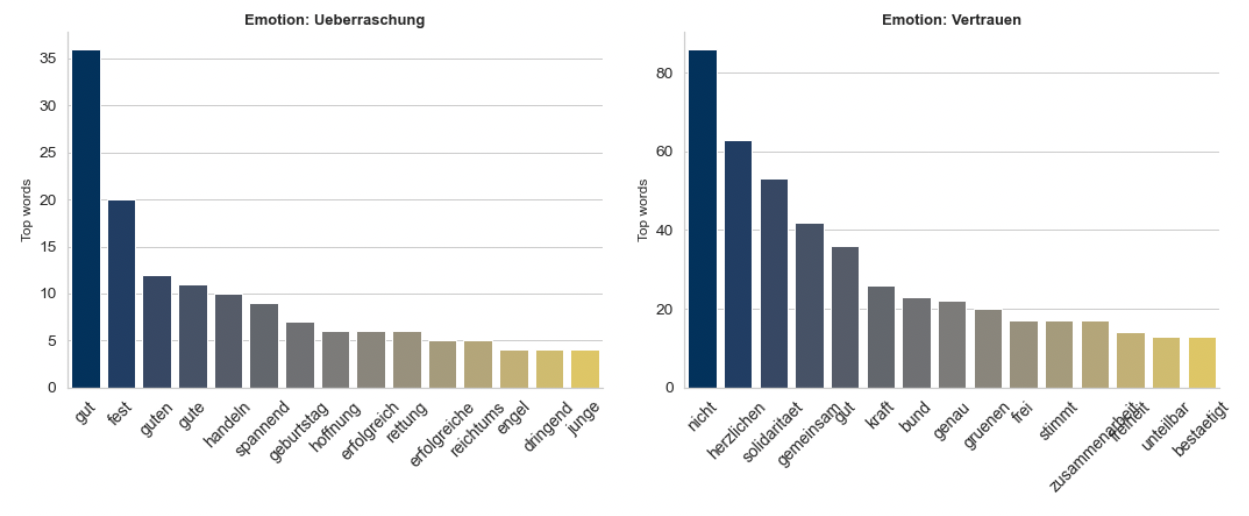 Emotion: Ueberraschung
Top words
35
30
25
20
15
10
5
0
gut
fest
guten
gute
handeln
spannend
geburtstag
hoffnung
erfolgreich
rettung
erfolgreiche
reichtums
engel
dringend
junge
Emotion: Vertrauen
Top words
80
60
40
20
0
nicht
herzlichen
solidaritaet
gemeinsam
gut
kraft
bund
genau
gruenen
frei
stimmt
zusammenarbeit
freiheit
unteilbar
bestaetigt